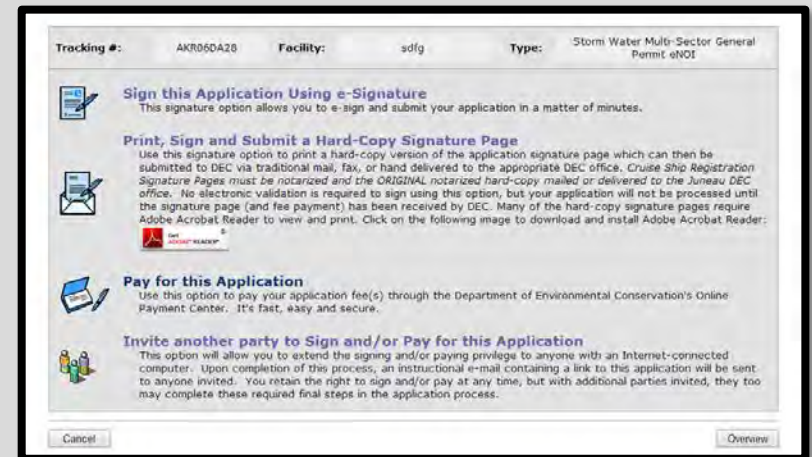 Tracking #: AKR06DA28 Facility: sdfg Type: Storm Water Multi-Sector General
Permit eNOI
Sign this Application Using e-Signature
This signature option allows you to e-sign and submit your application in a matter of minutes.
Print, Sign and Submit a Hard-Copy Signature Page
Use this signature option to print a hard-copy version of the application signature page which can then be
submitted to DEC via traditional mail, fax, or hand delivered to the appropriate DEC office. Cruise Ship Registration
Signature Pages must be notarized and the ORIGINAL notarized hard-copy mailed or delivered to the Juneau DEC
office. No electronic validation is required to sign using this option, but your application will not be processed until
the signature page (and fee payment) has been received by DEC. Many of the hard-copy signature pages require
Adobe Acrobat Reader to view and print. Click on the following image to download and install Adobe Acrobat Reader:
Get
ADOBE® READER®
Pay for this Application
Use this option to pay your application fee(s) through the Department of Environmental Conservation's Online
Payment Center. It's fast, easy and secure.
Invite another party to Sign and/or Pay for this Application
This option will allow you to extend the signing and/or paying privilege to anyone with an Internet-connected
computer. Upon completion of this process, an instructional e-mail containing a link to this application will be sent
to anyone invited. You retain the right to sign and/or pay at any time, but with additional parties invited, they too
may complete these required final steps in the application process.
Cancel Overview